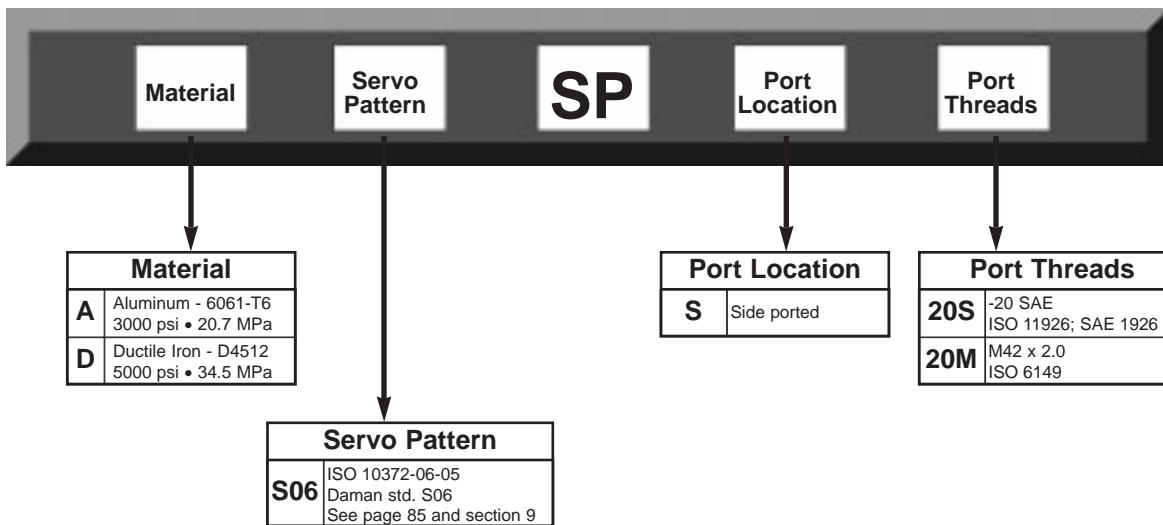 Material
Servo
Pattern
SP
Port
Location
Port
Threads
Material
A
Aluminum - 6061-T6
3000 psi • 20.7 MPa
D
Ductile Iron - D4512
5000 psi • 34.5 MPa
Port Location
S
Side ported
Port Threads
20S
-20 SAE
ISO 11926; SAE 1926
20M
M42 x 2.0
ISO 6149
Servo Pattern
S06
ISO 10372-06-05
Daman std. S06
See page 85 and section 9